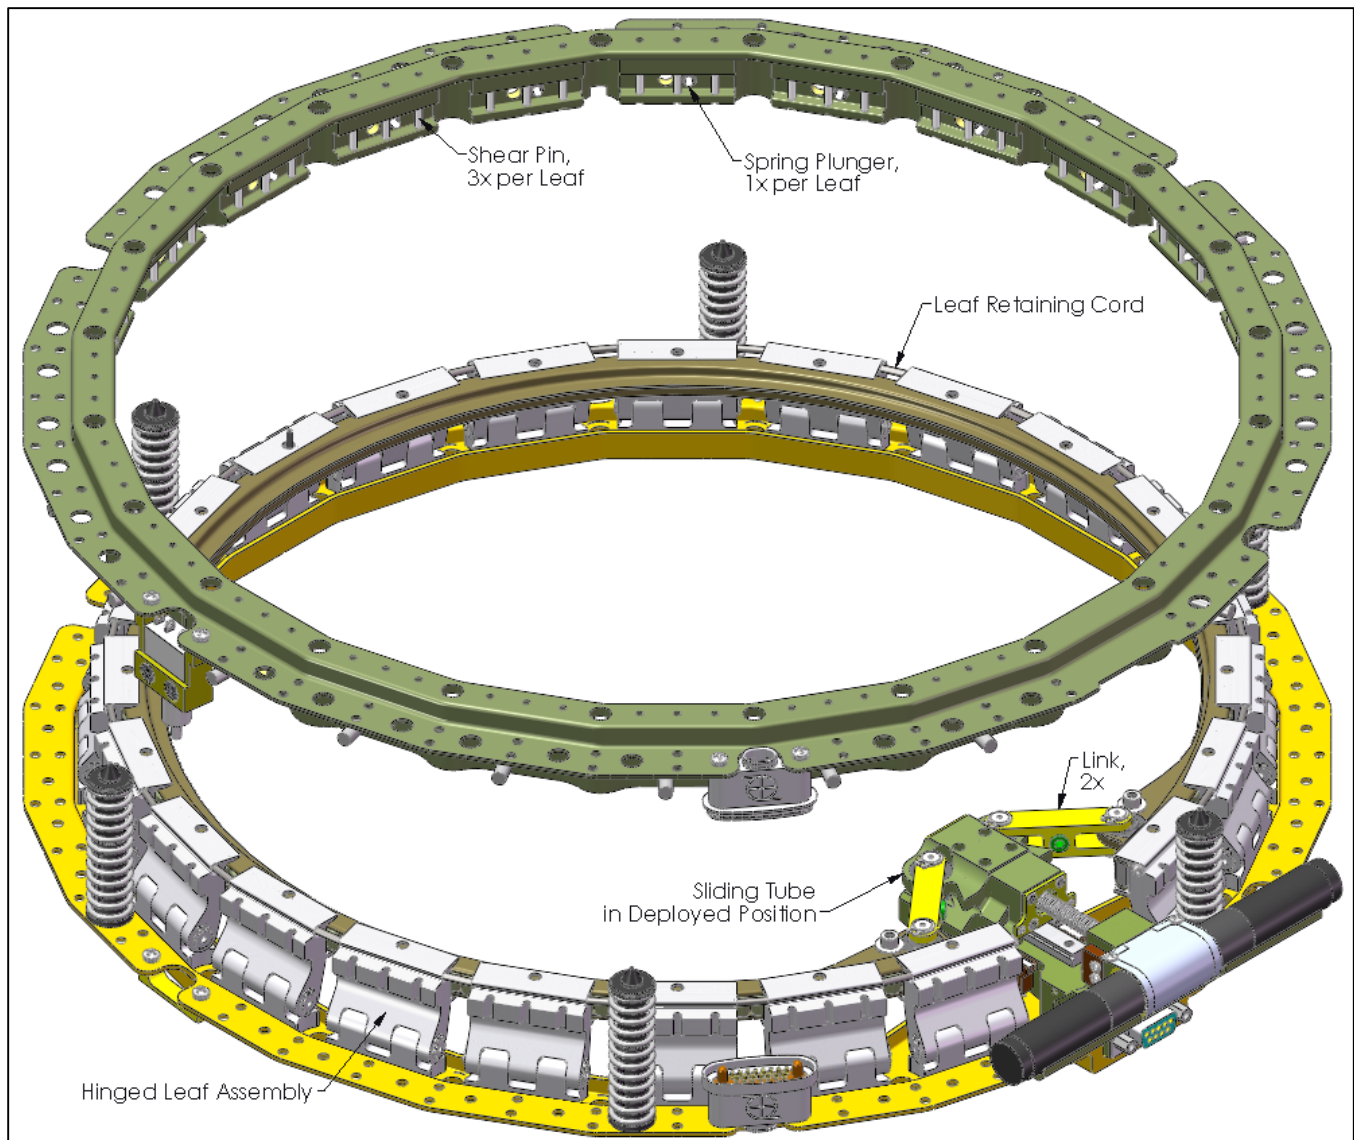 Shear Pin,
3x per Leaf
Spring Plunger,
1x per Leaf
Leaf Retaining Cord
Link,
2x
Sliding Tube
in Deployed Position
Hinged Leaf Assembly